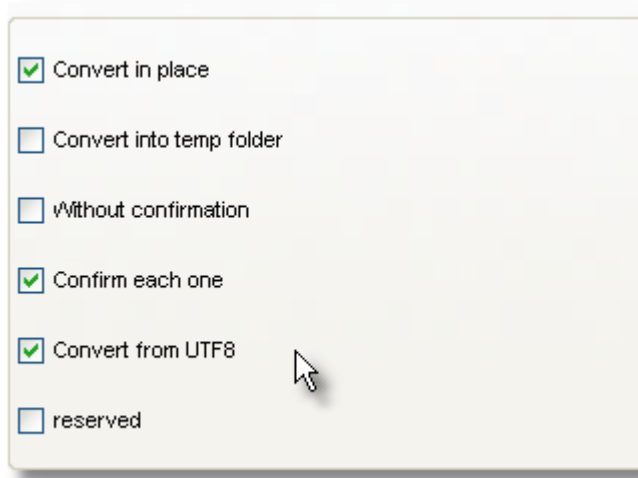 Convert in place
Convert into temp folder
Without confirmation
Confirm each one
Convert from UTF8
reserved